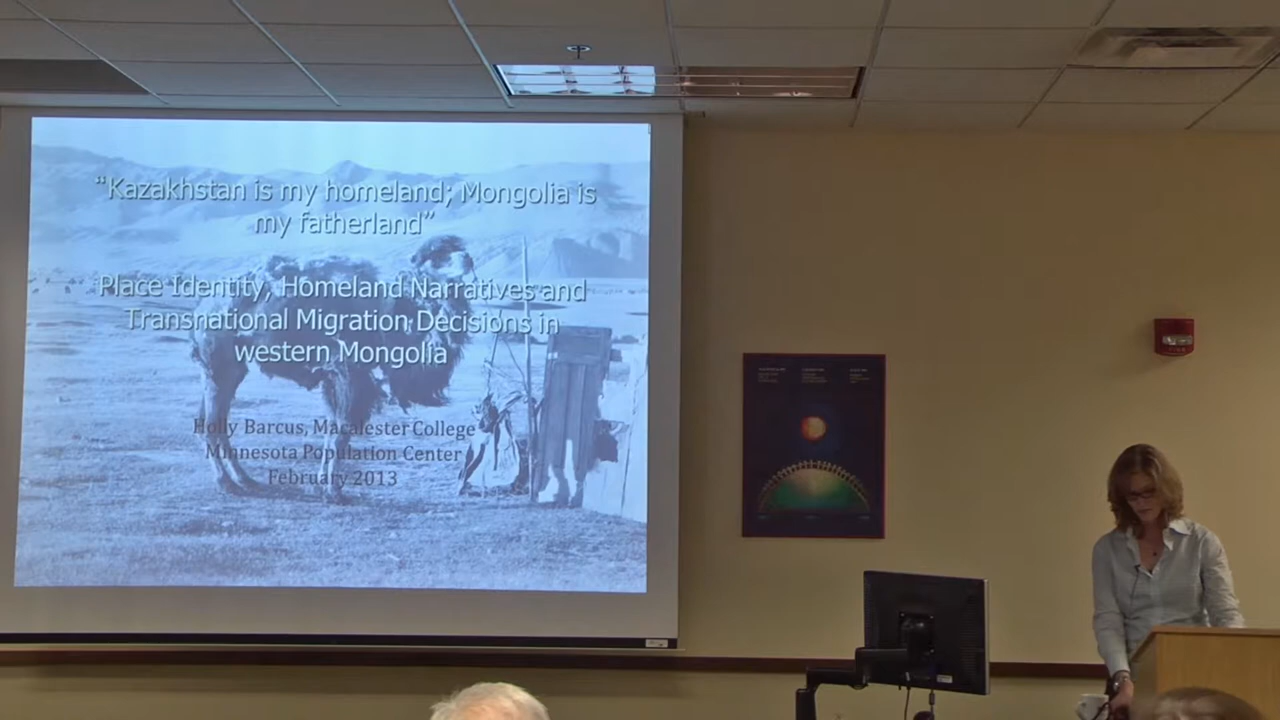 “Kazakhstan is my homeland; Mongolia is
my fatherland”
Place Identity, Homeland Narratives and
Transnational Migration Decisions in
western Mongolia
Holly Barcus, Macalester College
Minnesota Population Center
February 2013